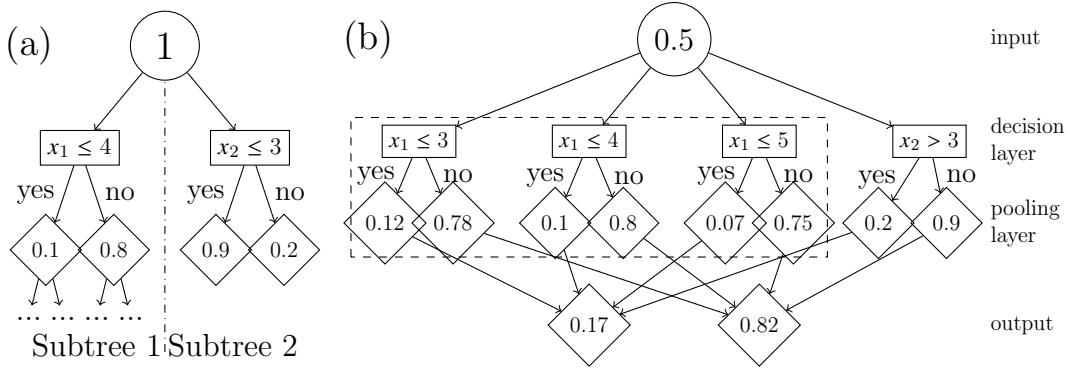 (a)
1
x₁ ≤ 4
x₂ ≤ 3
yes
no
yes
no
0.1
0.8
0.9
0.2
... ... ... ...
Subtree 1
Subtree 2
(b)
0.5
input
x₁ ≤ 3
x₁ ≤ 4
x₁ ≤ 5
x₂ > 3
decision
layer
yes
no
yes
no
yes
no
yes
no
0.12
0.78
0.1
0.8
0.07
0.75
0.2
0.9
pooling
layer
0.17
0.82
output